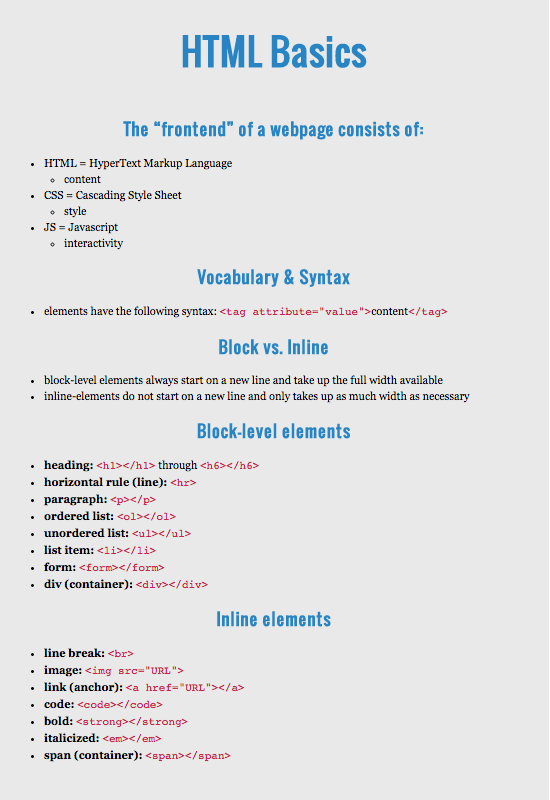 HTML Basics
The “frontend” of a webpage consists of:
HTML = HyperText Markup Language
content
CSS = Cascading Style Sheet
style
JS = Javascript
interactivity
Vocabulary & Syntax
elements have the following syntax: <tag attribute="value">content</tag>
Block vs. Inline
block-level elements always start on a new line and take up the full width available
inline-elements do not start on a new line and only takes up as much width as necessary
Block-level elements
heading: <h1></h1> through <h6></h6>
horizontal rule (line): <hr>
paragraph: <p></p>
ordered list: <ol></ol>
unordered list: <ul></ul>
list item: <li></li>
form: <form></form>
div (container): <div></div>
Inline elements
line break: <br>
image: <img src="URL">
link (anchor): <a href="URL"></a>
code: <code></code>
bold: <strong></strong>
italicized: <em></em>
span (container): <span></span>